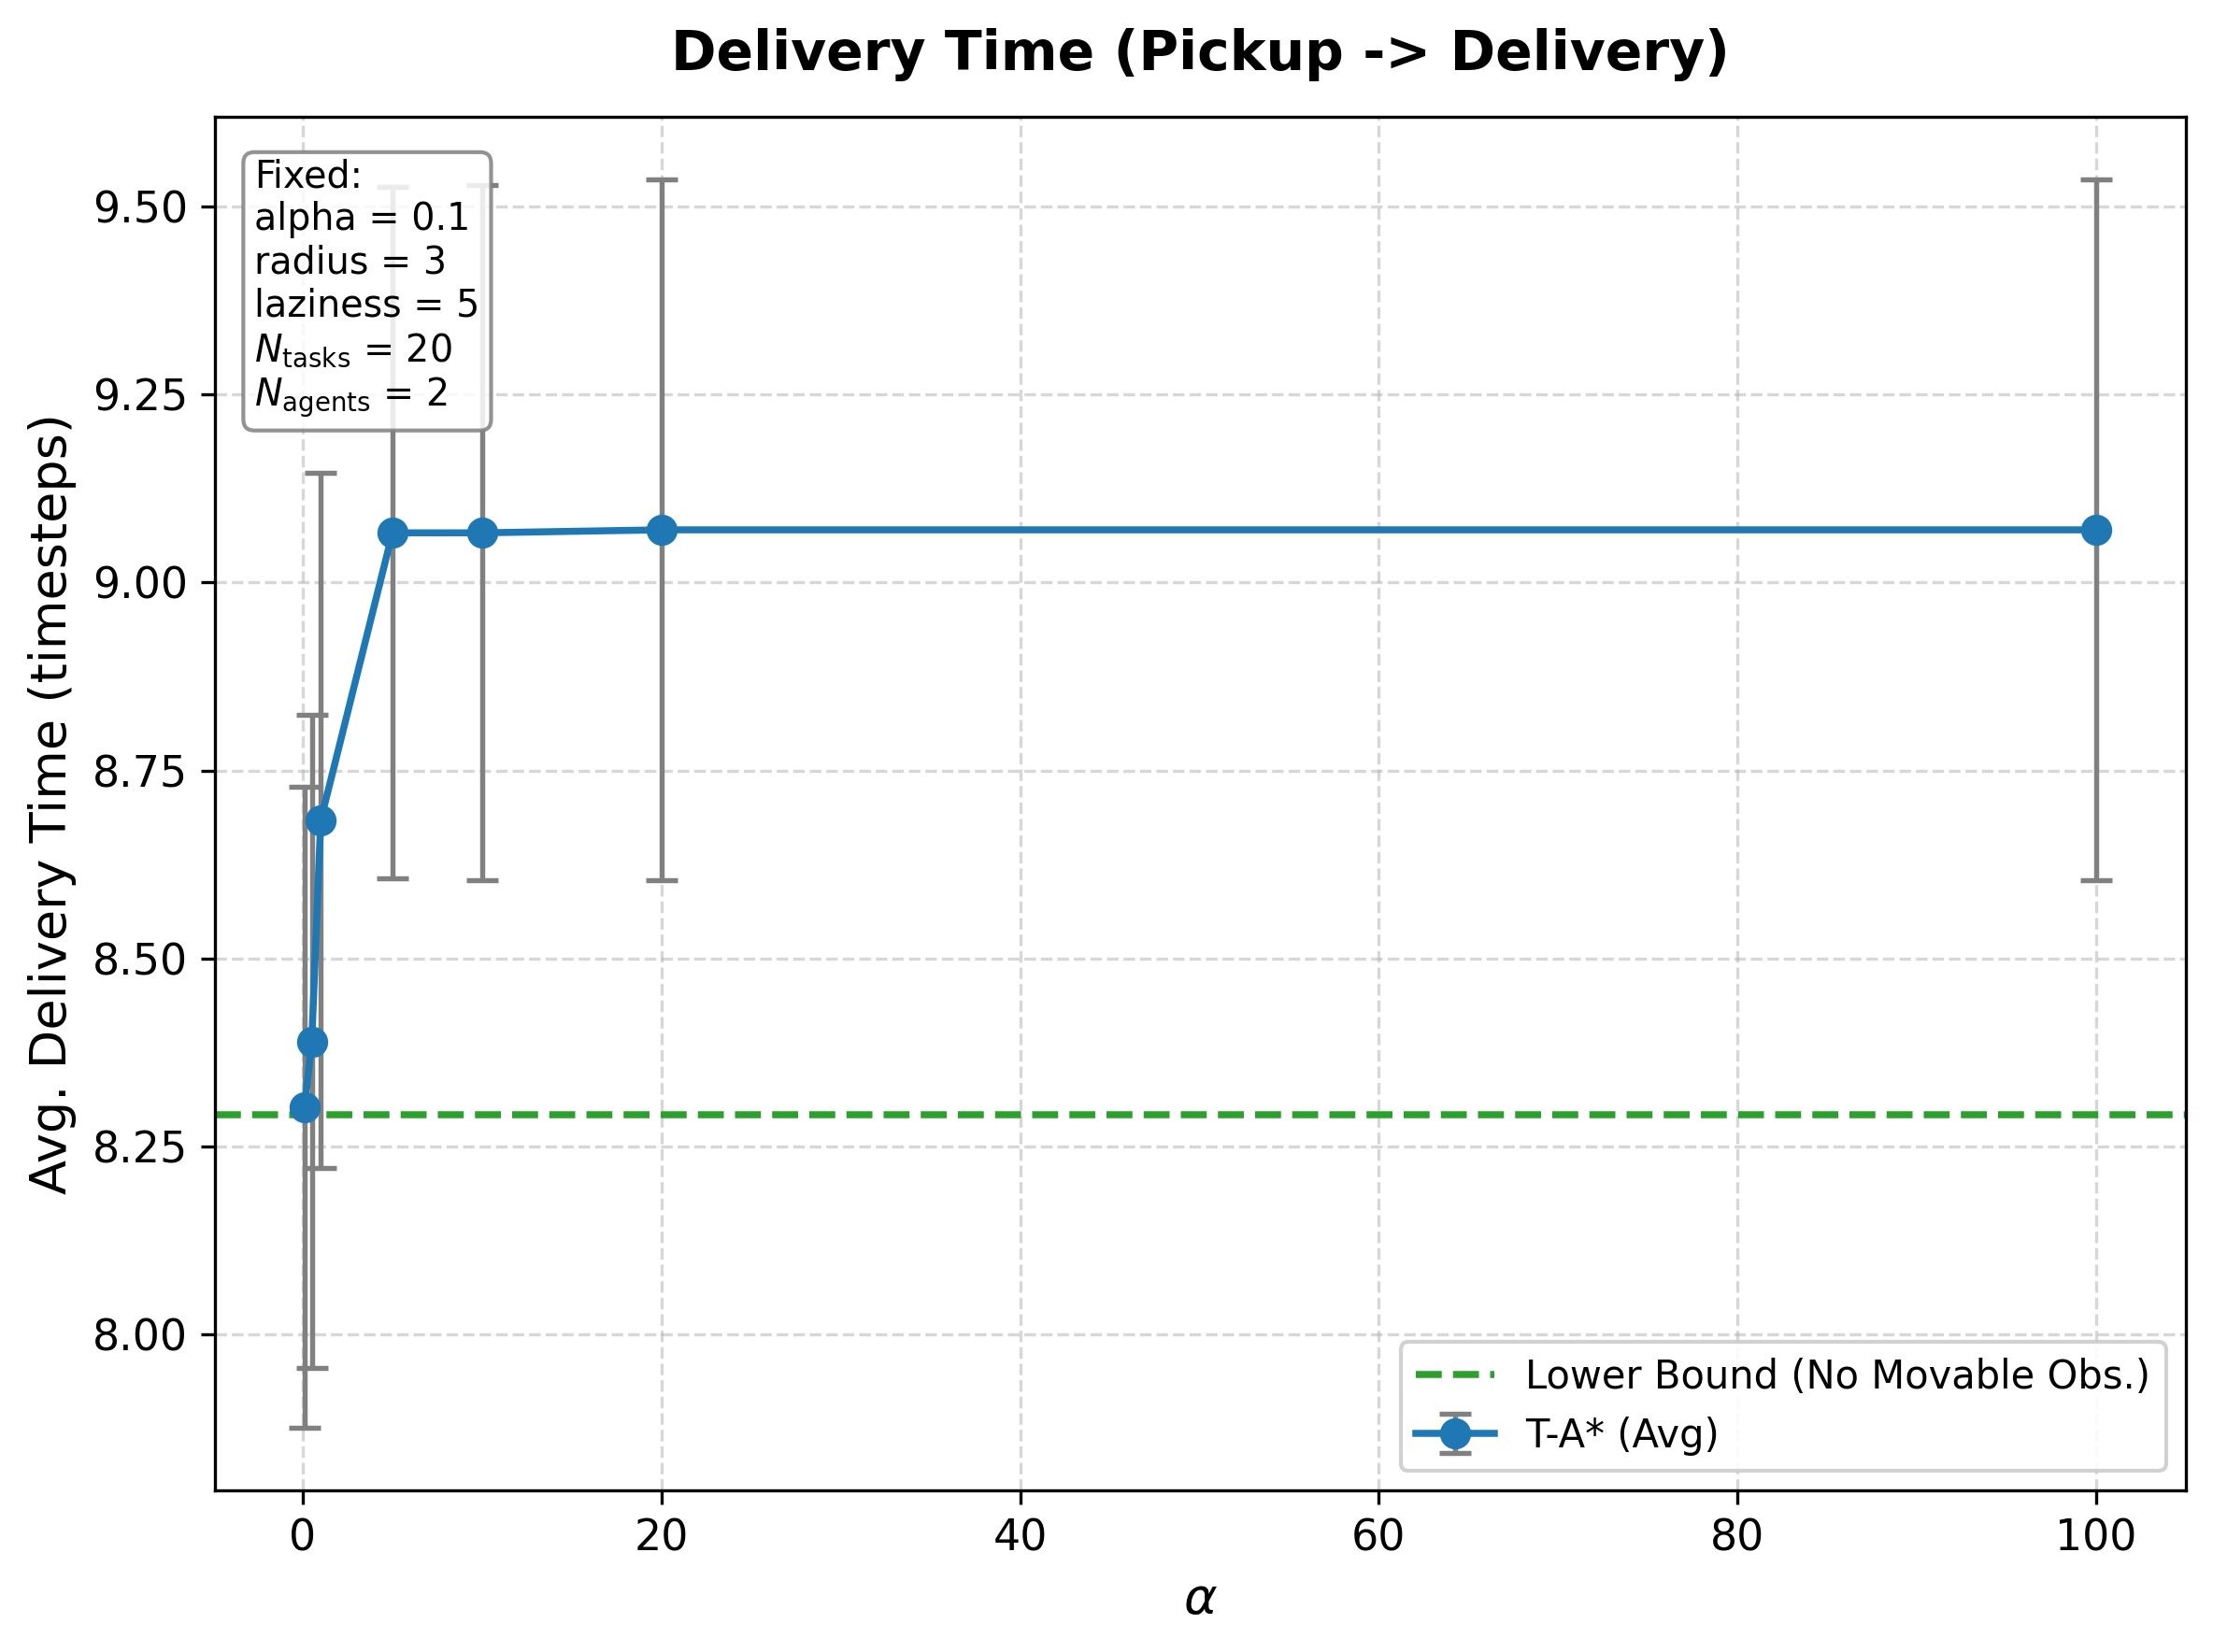 Delivery Time (Pickup -> Delivery)
Fixed:
alpha = 0.1
radius = 3
laziness = 5
N_tasks = 20
N_agents = 2
Avg. Delivery Time (timesteps)
9.50
9.25
9.00
8.75
8.50
8.25
8.00
Lower Bound (No Movable Obs.)
T-A* (Avg)
0 20 40 60 80 100
α